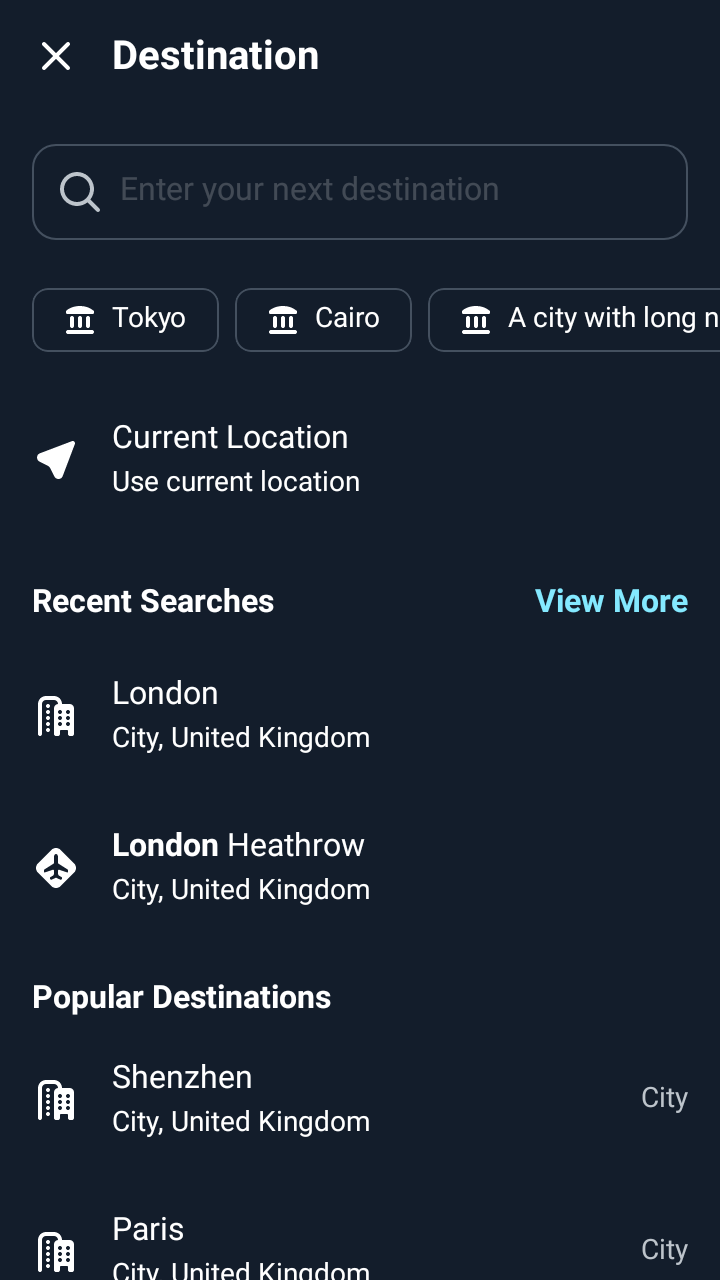 Destination
Enter your next destination
Tokyo Cairo A city with long n
Current Location
Use current location
Recent Searches View More
London
City, United Kingdom
London Heathrow
City, United Kingdom
Popular Destinations
Shenzhen
City, United Kingdom
City
Paris
City, United Kingdom
City